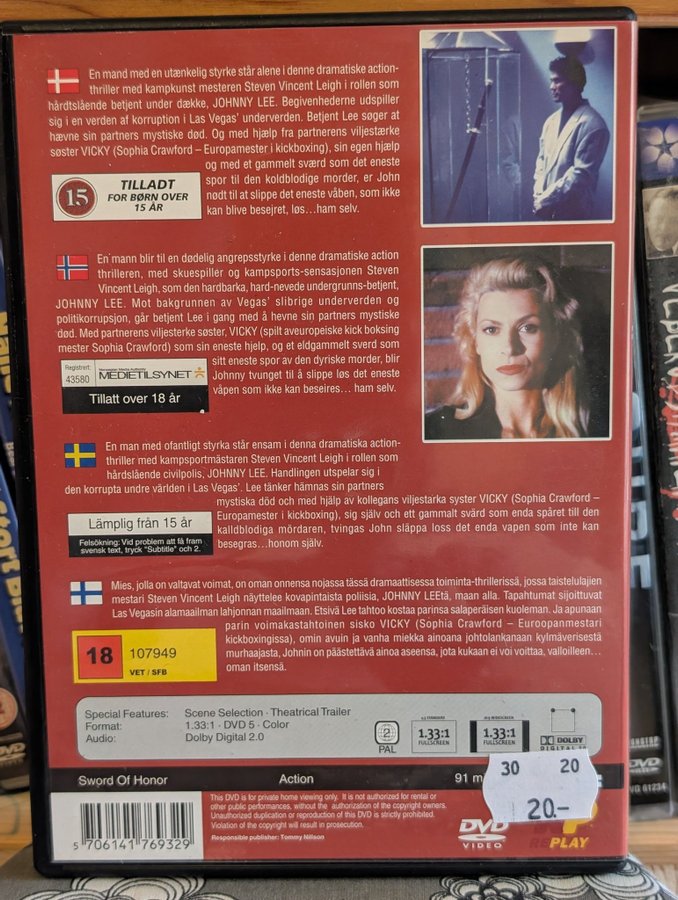 En mand med en utænkelig styrke står alene i denne dramatiske action-
thriller med kampkunst mesteren Steven Vincent Leigh i rollen som
hårdtslående betjent under dække, JOHNNY LEE. Begivenhederne udspiller
sig i en verden af korruption i Las Vegas' underverden. Betjent Lee søger at
hævne sin partners mystiske død. Og med hjælp fra partnerens viljestærke
søster VICKY (Sophia Crawford – Europamester i kickboxing), sin egen hjælp
og med et gammelt sværd som det eneste
spor til den koldblodige morder, er John
nødt til at slippe det eneste våben, som ikke
kan blive besejret, løs...ham selv.
15
TILLADT
FOR BØRN OVER
15 ÅR
En mann blir til en dødelig angrepsstyrke i denne dramatiske action
thrilleren, med skuespiller og kampsports-sensasjonen Steven
Vincent Leigh, som den hardbarka, hard-nevede undergrunns-betjent,
JOHNNY LEE. Mot bakgrunnen av Vegas' slibrige underverden og
politikorrupsjon, går betjent Lee i gang med å hevne sin partners mystiske
død. Med partnerens viljesterke søster, VICKY (spilt aveuropeiske kick boksing
mester Sophia Crawford) som sin eneste hjelp, og et eldgammelt sverd som
sitt eneste spor av den dyriske morder, blir
Johnny tvunget til å slippe løs det eneste
våpen som ikke kan beseires... ham selv.
Registrert
43580
Norwegian Media Authority
MEDIETILSYNET
Tillatt over 18 år
En man med ofantligt styrka står ensam i denna dramatiska action-
thriller med kampsportmästaren Steven Vincent Leigh i rollen som
hårdslående civilpolis, JOHNNY LEE. Handlingen utspelar sig i
den korrupta undre världen i Las Vegas'. Lee tänker hämnas sin partners
mystiska död och med hjälp av kollegans viljestarka syster VICKY (Sophia Crawford –
Europamester i kickboxing), sig själv och ett gammalt svärd som enda spåret till den
kalldblodiga mördaren, tvingas John släppa loss det enda vapen som inte kan
besegras...honom själv.
Lämplig från 15 år
Felsökning: Vid problem att få fram
svensk text, tryck "Subtitle" och 2.
Mies, jolla on valtavat voimat, on oman onnensa nojassa tässä dramaattisessa toiminta-thrillerissä, jossa taistelulajien
mestari Steven Vincent Leigh näyttelee kovapintaista poliisia, JOHNNY LEEtä, maan alla. Tapahtumat sijoittuvat
Las Vegasin alamaailman lahjonnan maailmaan. Etsivä Lee tahtoo kostaa parinsa salaperäisen kuoleman. Ja apunaan
parin voimakastahtoinen sisko VICKY (Sophia Crawford – Euroopanmestari
kickboxingissa), omin avuin ja vanha miekka ainoana johtolankanaan kylmäverisestä
murhaajasta, Johnin on päästettävä ainoa aseensa, jota kukaan ei voi voittaa, valloilleen...
oman itsensä.
18
107949
VET / SFB
Special Features: Scene Selection - Theatrical Trailer
Format: 1.33:1 - DVD 5 - Color
Audio: Dolby Digital 2.0
2
PAL
1.33:1
FULLSCREEN
1.33:1
FULLSCREEN
DOLBY
DIGITAL
Sword Of Honor Action 91 m
30 20
20.-
5 706141 769329
This DVD is for private home viewing only. It is not authorized for rental or
other public performances, without the authorization of the copyright owners.
Unauthorized duplication or reproduction of this DVD is strictly prohibited.
Violation of the copyright will result in prosecution.
Responsible publisher: Tommy Nilsson
DVD
VIDEO
REPLAY
DVD